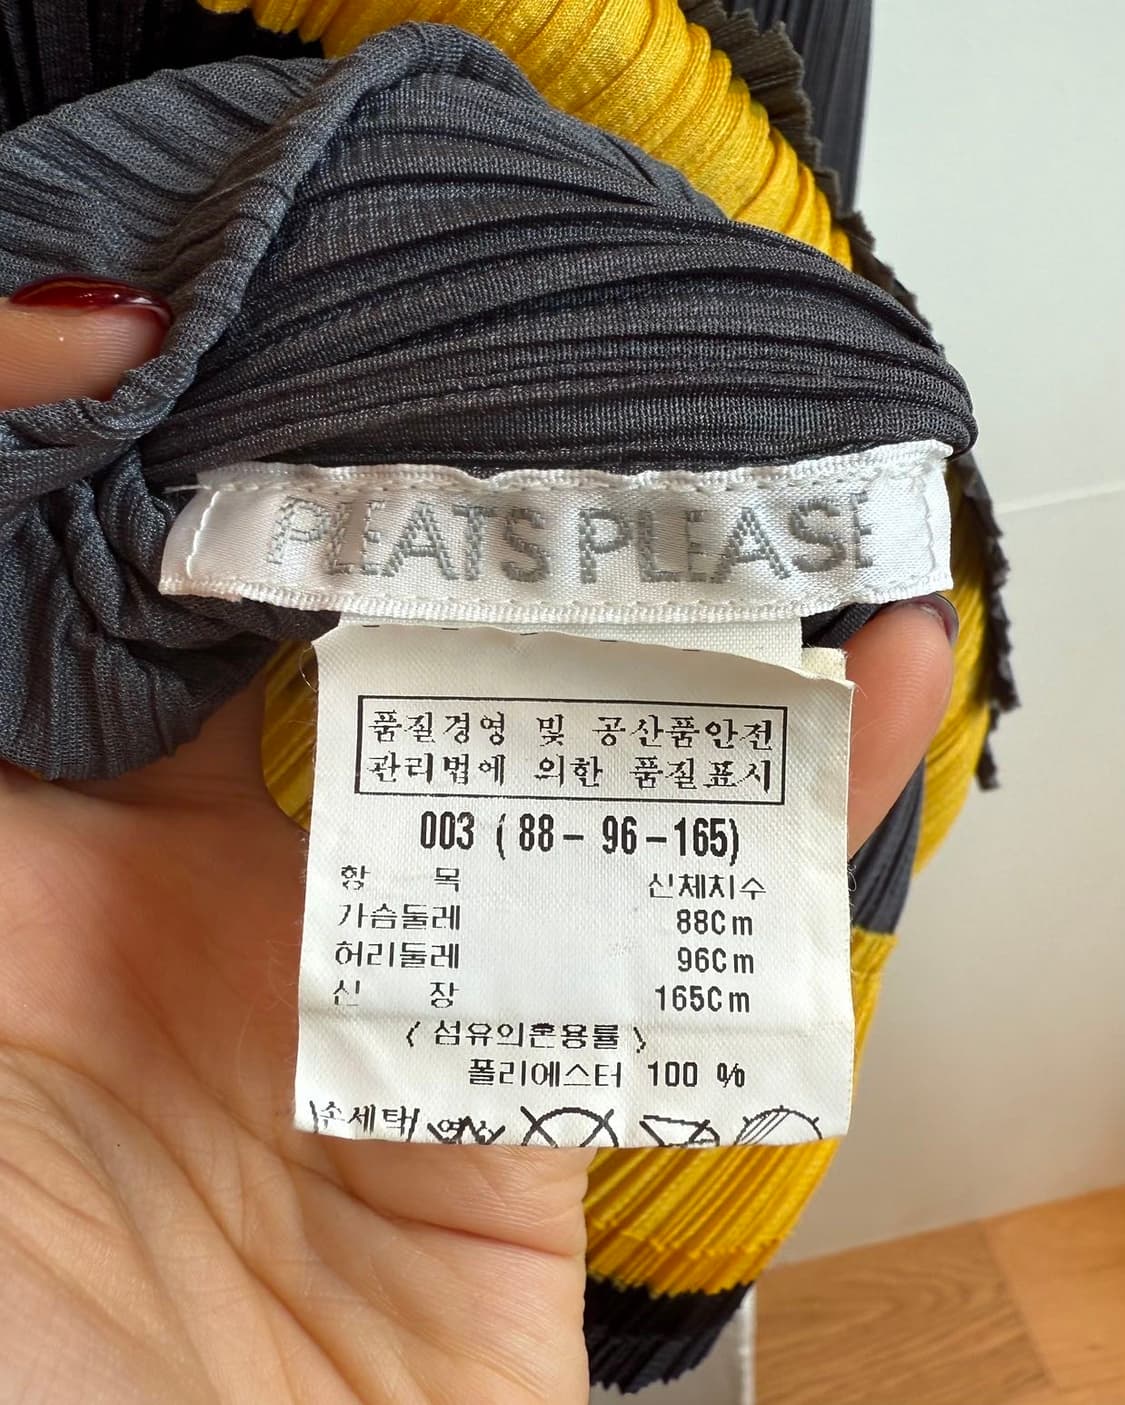 PLEATS PLEASE
품질경영 및 공산품안전
관리법에 의한 품질표시
003 (88-96-165)
항 목 신체치수
가슴둘레 88Cm
허리둘레 96Cm
신 장 165Cm
〈섬유의혼용률〉
폴리에스터 100 %
손세탁